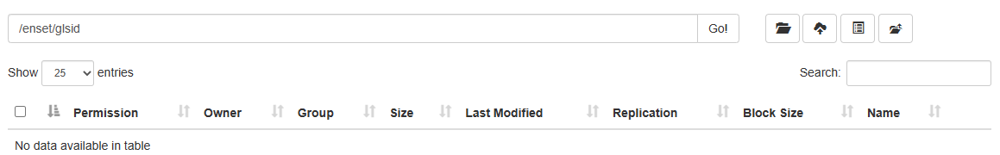 /enset/glsid Go!
Show 25 entries Search:
Permission Owner Group Size Last Modified Replication Block Size Name
No data available in table